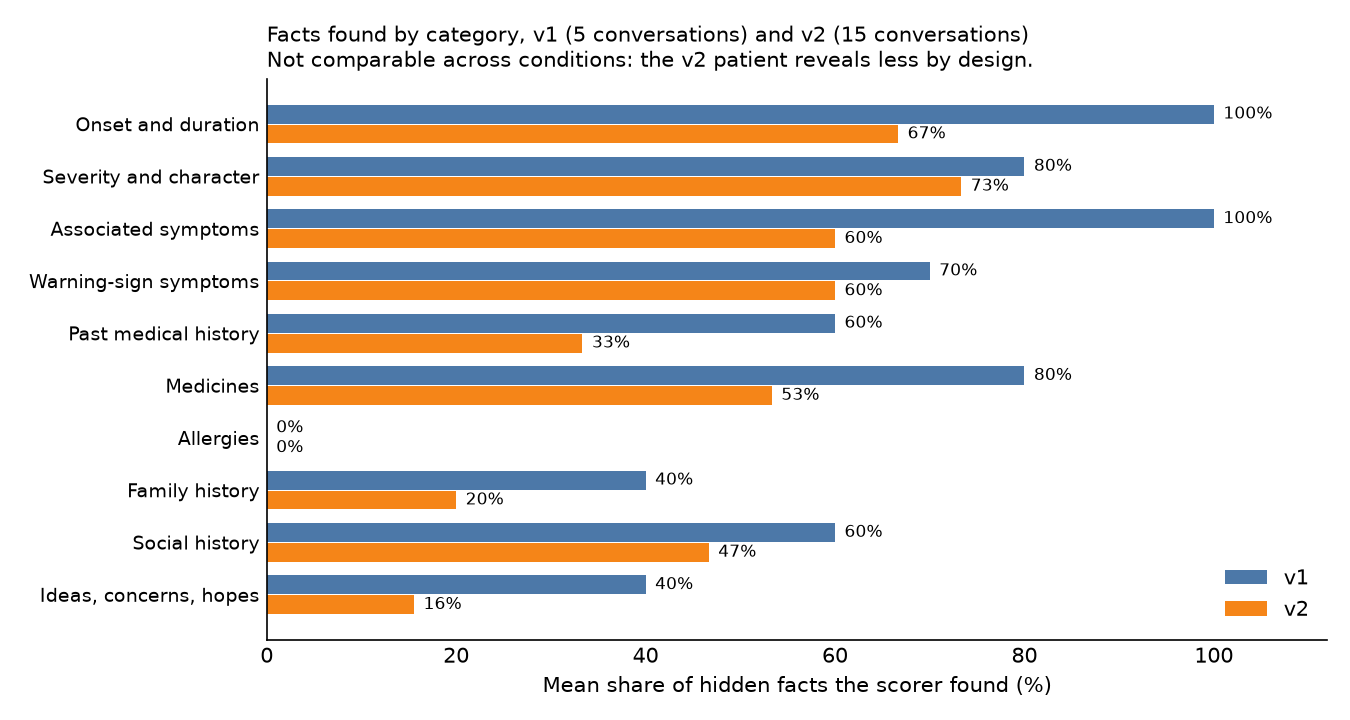 Facts found by category, v1 (5 conversations) and v2 (15 conversations)
Not comparable across conditions: the v2 patient reveals less by design.
Onset and duration
100%
67%
Severity and character
80%
73%
Associated symptoms
100%
60%
Warning-sign symptoms
70%
60%
Past medical history
60%
33%
Medicines
80%
53%
Allergies
0%
0%
Family history
40%
20%
Social history
60%
47%
Ideas, concerns, hopes
40%
16%
v1
v2
0 20 40 60 80 100
Mean share of hidden facts the scorer found (%)